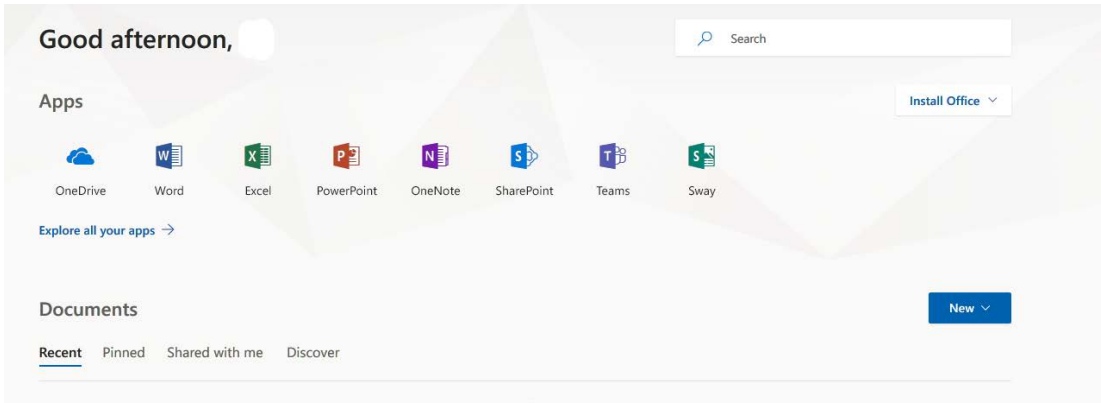 Good afternoon,
Search
Apps
Install Office
OneDrive Word Excel PowerPoint OneNote SharePoint Teams Sway
Explore all your apps →
Documents
New
Recent Pinned Shared with me Discover